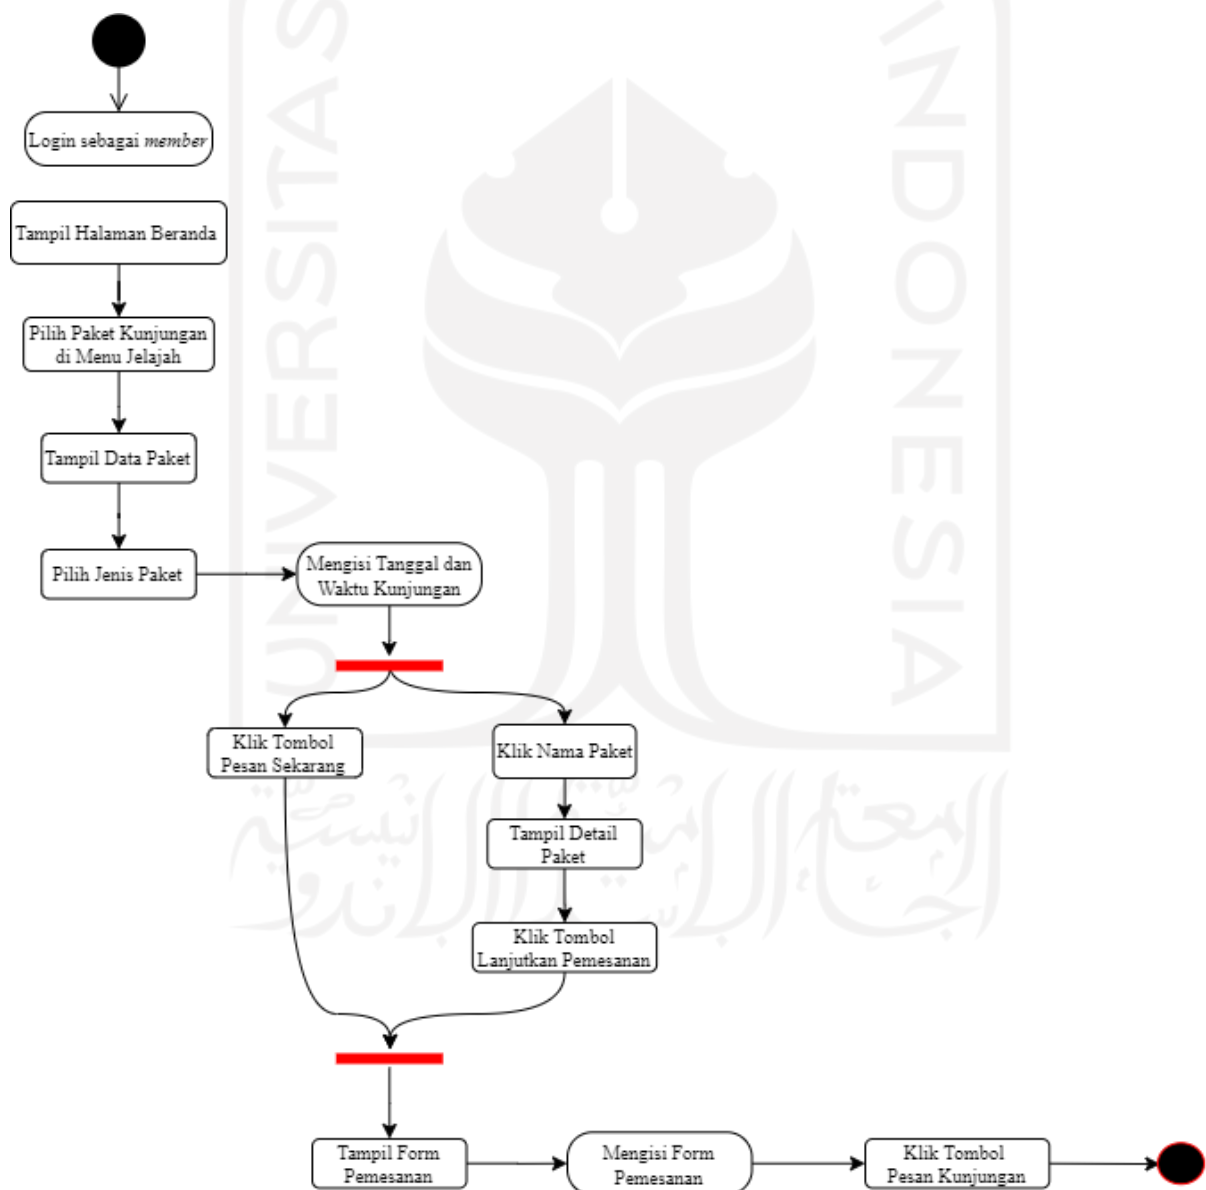 UNIVERSITAS
INDONESIA
Login sebagai member
Tampil Halaman Beranda
Pilih Paket Kunjungan
di Menu Jelajah
Tampil Data Paket
Pilih Jenis Paket
Mengisi Tanggal dan
Waktu Kunjungan
Klik Tombol
Pesan Sekarang
Klik Nama Paket
Tampil Detail
Paket
Klik Tombol
Lanjutkan Pemesanan
Tampil Form
Pemesanan
Mengisi Form
Pemesanan
Klik Tombol
Pesan Kunjungan